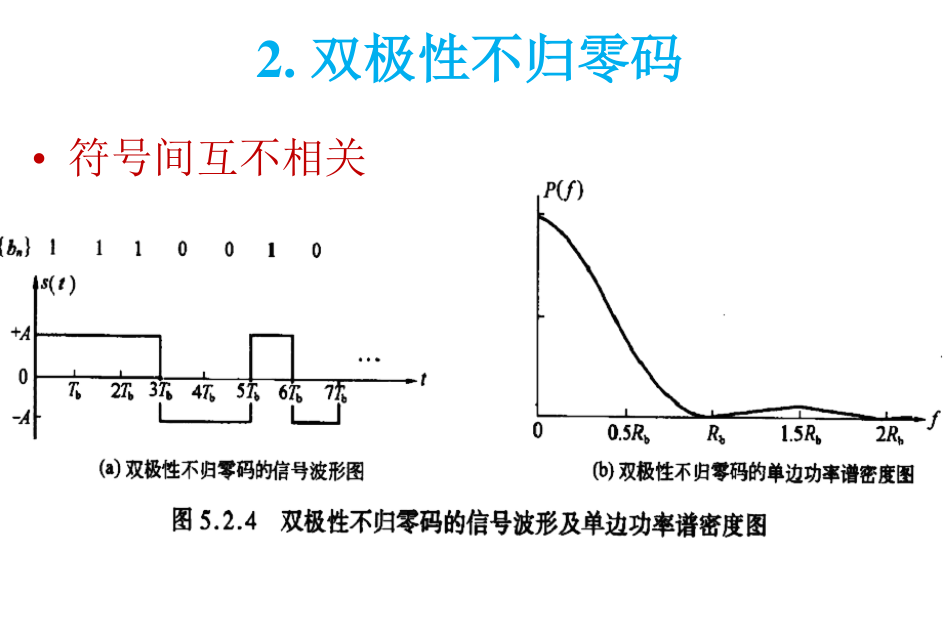 2. 双极性不归零码
• 符号间互不相关
P(f)
{bₙ} 1 1 1 0 0 1 0
s(t)
+A
0
-A
T_b 2T_b 3T_b 4T_b 5T_b 6T_b 7T_b
…
t
0 0.5R_b R_b 1.5R_b 2R_b
f
(a) 双极性不归零码的信号波形图
(b) 双极性不归零码的单边功率谱密度图
图 5.2.4 双极性不归零码的信号波形及单边功率谱密度图